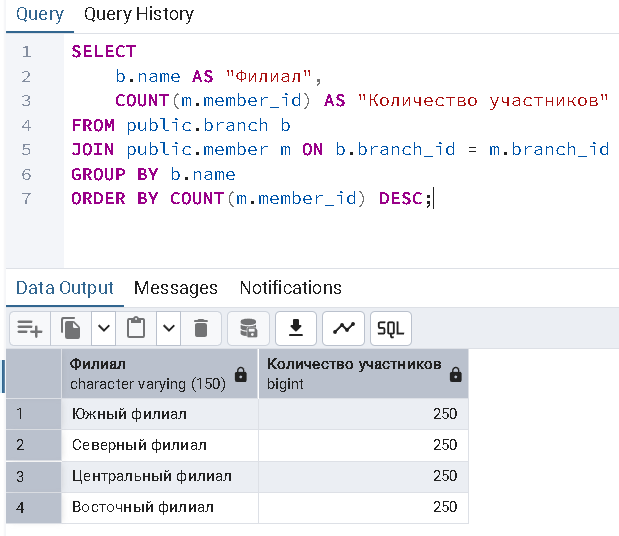 Query Query History
1 SELECT
2 b.name AS "Филиал",
3 COUNT(m.member_id) AS "Количество участников"
4 FROM public.branch b
5 JOIN public.member m ON b.branch_id = m.branch_id
6 GROUP BY b.name
7 ORDER BY COUNT(m.member_id) DESC;
Data Output Messages Notifications
SQL
Филиал Количество участников
character varying (150) bigint
1 Южный филиал 250
2 Северный филиал 250
3 Центральный филиал 250
4 Восточный филиал 250